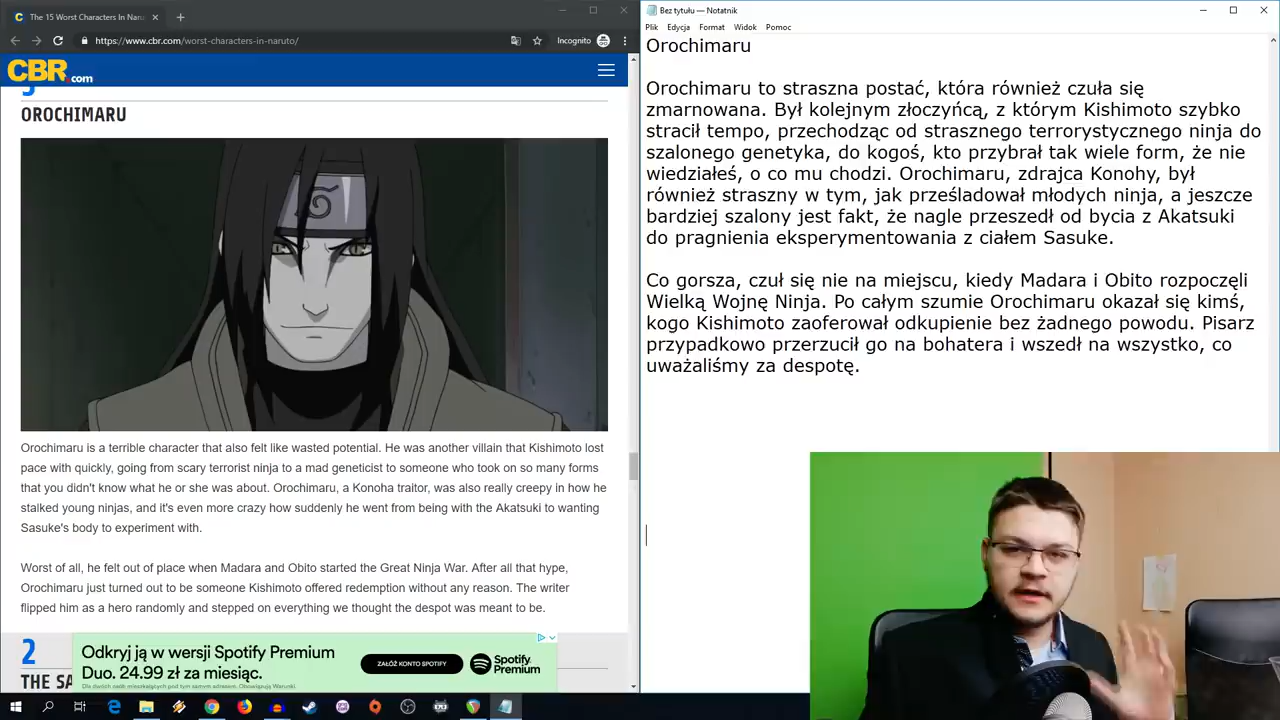 The 15 Worst Characters In Naru
https://www.cbr.com/worst-characters-in-naruto/
Incognito
CBR.com
OROCHIMARU
Orochimaru is a terrible character that also felt like wasted potential. He was another villain that Kishimoto lost
pace with quickly, going from scary terrorist ninja to a mad geneticist to someone who took on so many forms
that you didn't know what he or she was about. Orochimaru, a Konoha traitor, was also really creepy in how he
stalked young ninjas, and it's even more crazy how suddenly he went from being with the Akatsuki to wanting
Sasuke's body to experiment with.
Worst of all, he felt out of place when Madara and Obito started the Great Ninja War. After all that hype,
Orochimaru just turned out to be someone Kishimoto offered redemption without any reason. The writer
flipped him as a hero randomly and stepped on everything we thought the despot was meant to be.
2
THE SA
Odkryj ją w wersji Spotify Premium
Duo. 24.99 zł za miesiąc.
Dla dwóch osób mieszkających pod tym samym adresem. Obowiązują Warunki.
ZAŁÓŻ KONTO SPOTIFY
Spotify Premium
Bez tytułu — Notatnik
Plik Edycja Format Widok Pomoc
Orochimaru
Orochimaru to straszna postać, która również czuła się
zmarnowana. Był kolejnym złoczyńcą, z którym Kishimoto szybko
stracił tempo, przechodząc od strasznego terrorystycznego ninja do
szalonego genetyka, do kogoś, kto przybrał tak wiele form, że nie
wiedziałeś, o co mu chodzi. Orochimaru, zdrajca Konohy, był
również straszny w tym, jak prześladował młodych ninja, a jeszcze
bardziej szalony jest fakt, że nagle przeszedł od bycia z Akatsuki
do pragnienia eksperymentowania z ciałem Sasuke.
Co gorsza, czuł się nie na miejscu, kiedy Madara i Obito rozpoczęli
Wielką Wojnę Ninja. Po całym szumie Orochimaru okazał się kimś,
kogo Kishimoto zaoferował odkupienie bez żadnego powodu. Pisarz
przypadkowo przerzucił go na bohatera i wszedł na wszystko, co
uważaliśmy za despotę.